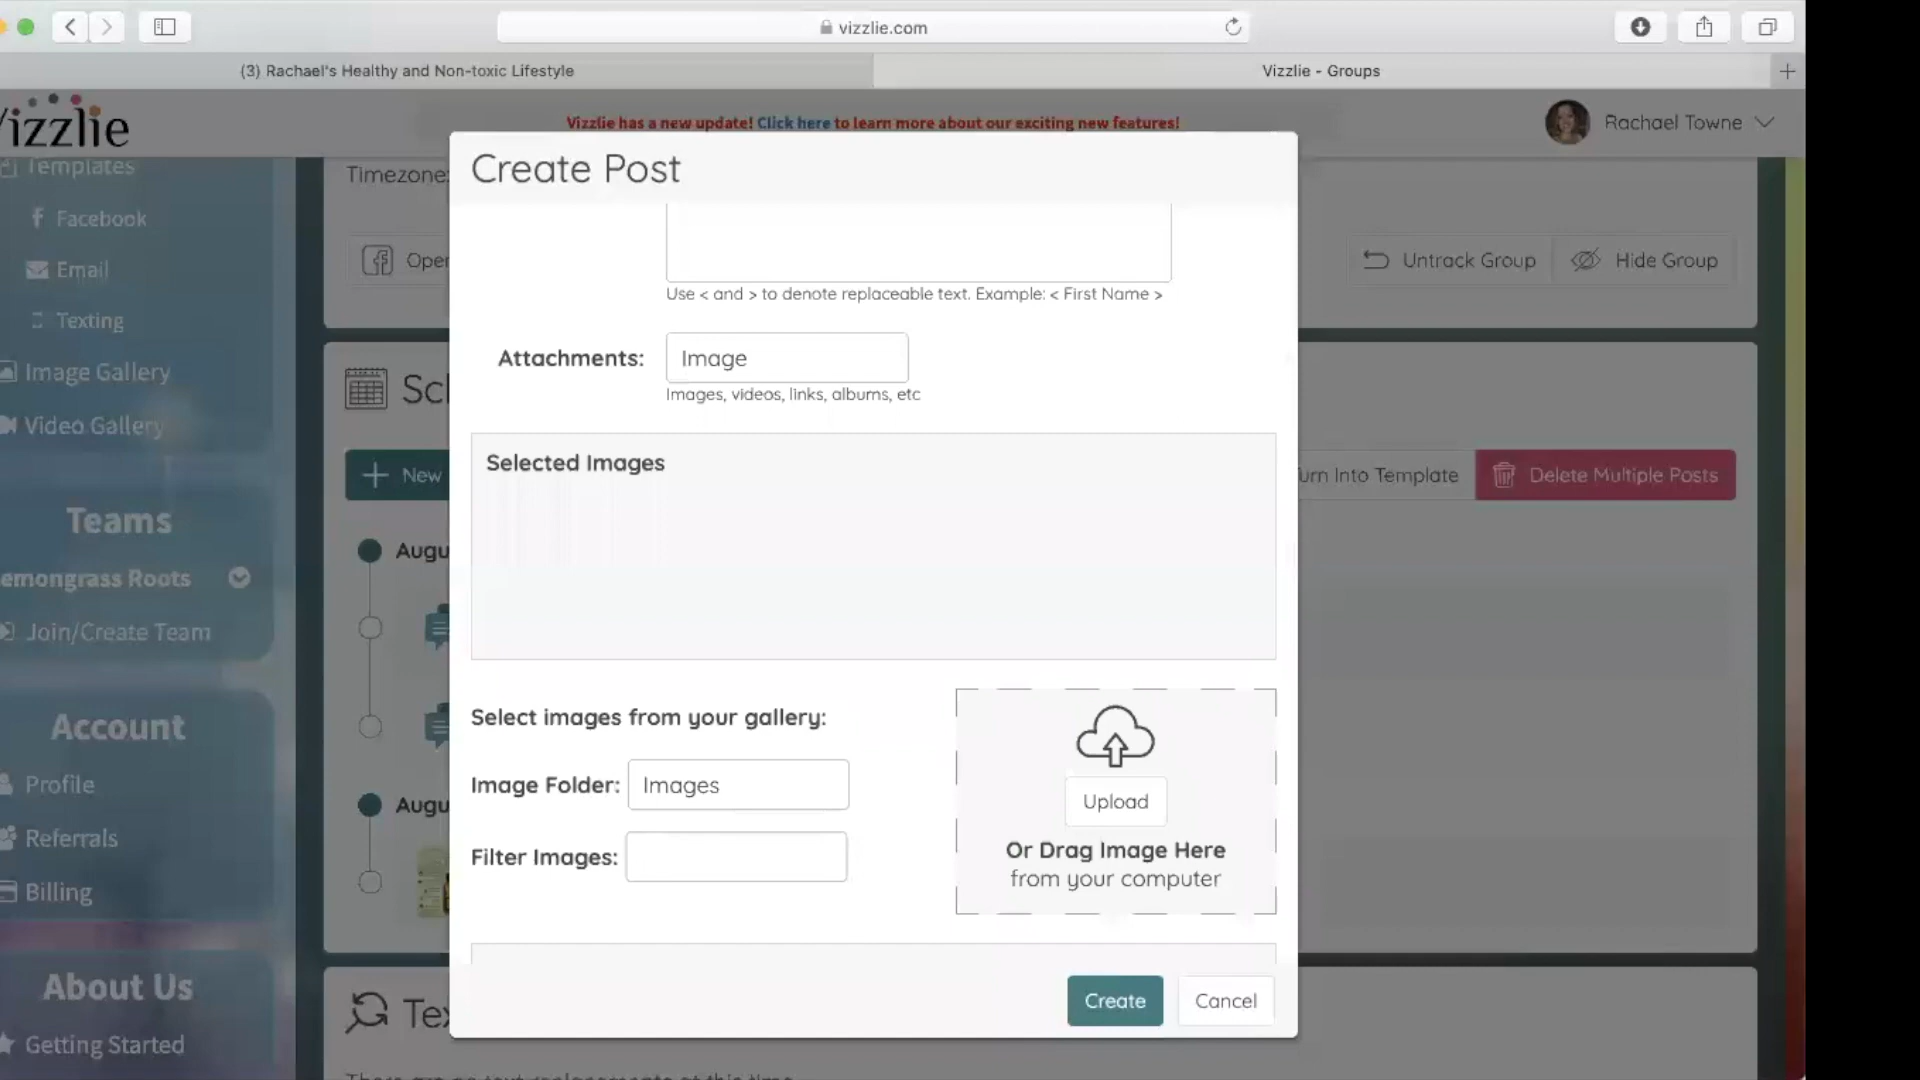 vizzlie.com
(3) Rachael's Healthy and Non-toxic Lifestyle
Vizzlie - Groups
Vizzlie
Vizzlie has a new update! Click here to learn more about our exciting new features!
Rachael Towne
Templates
Facebook
Email
Texting
Image Gallery
Video Gallery
Teams
emongrass Roots
Join/Create Team
Account
Profile
Referrals
Billing
About Us
Getting Started
Timezone:
Untrack Group
Hide Group
New
urn Into Template
Delete Multiple Posts
Augu
Augu
Create Post
Use < and > to denote replaceable text. Example: < First Name >
Attachments: Image
Images, videos, links, albums, etc
Selected Images
Select images from your gallery:
Image Folder: Images
Filter Images:
Upload
Or Drag Image Here
from your computer
Create
Cancel